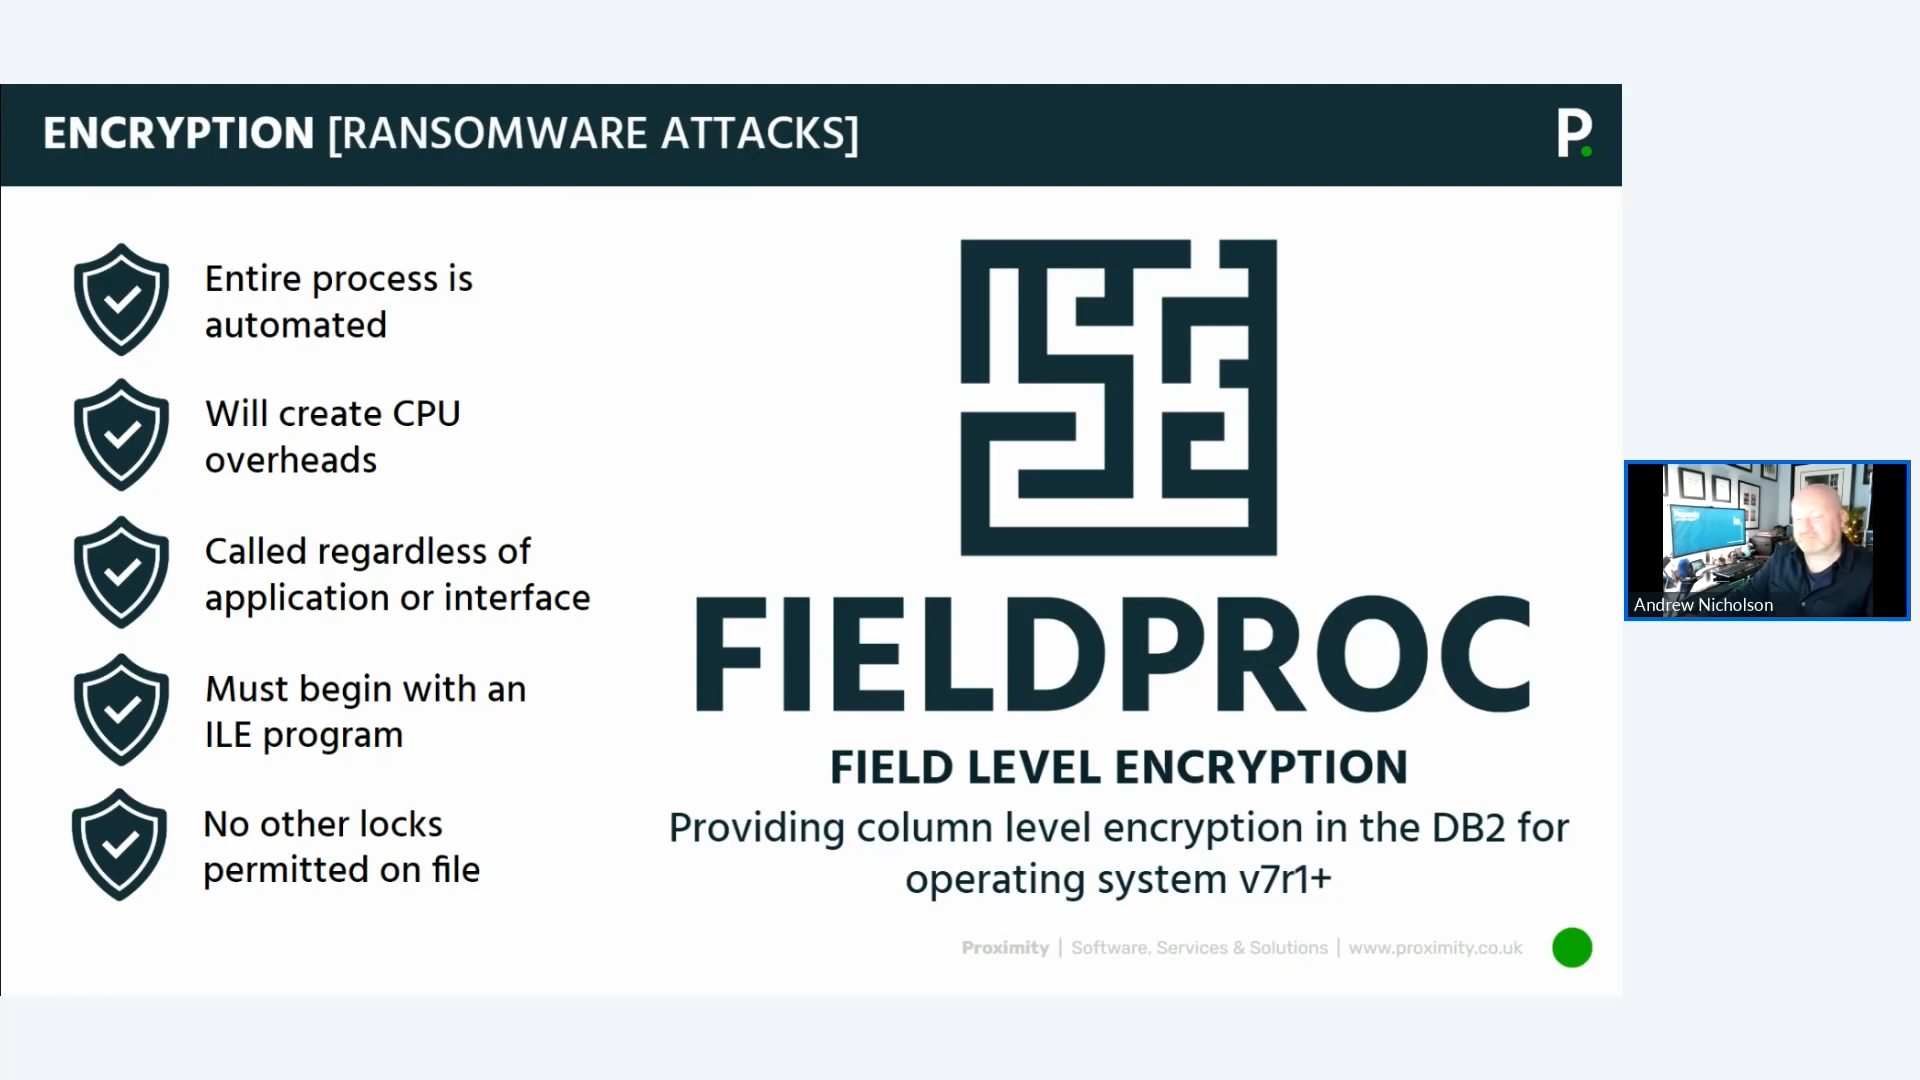 ENCRYPTION [RANSOMWARE ATTACKS]
P.
Entire process is
automated
Will create CPU
overheads
Called regardless of
application or interface
Must begin with an
ILE program
No other locks
permitted on file
FIELDPROC
FIELD LEVEL ENCRYPTION
Providing column level encryption in the DB2 for
operating system v7r1+
Proximity | Software, Services & Solutions | www.proximity.co.uk
Andrew Nicholson